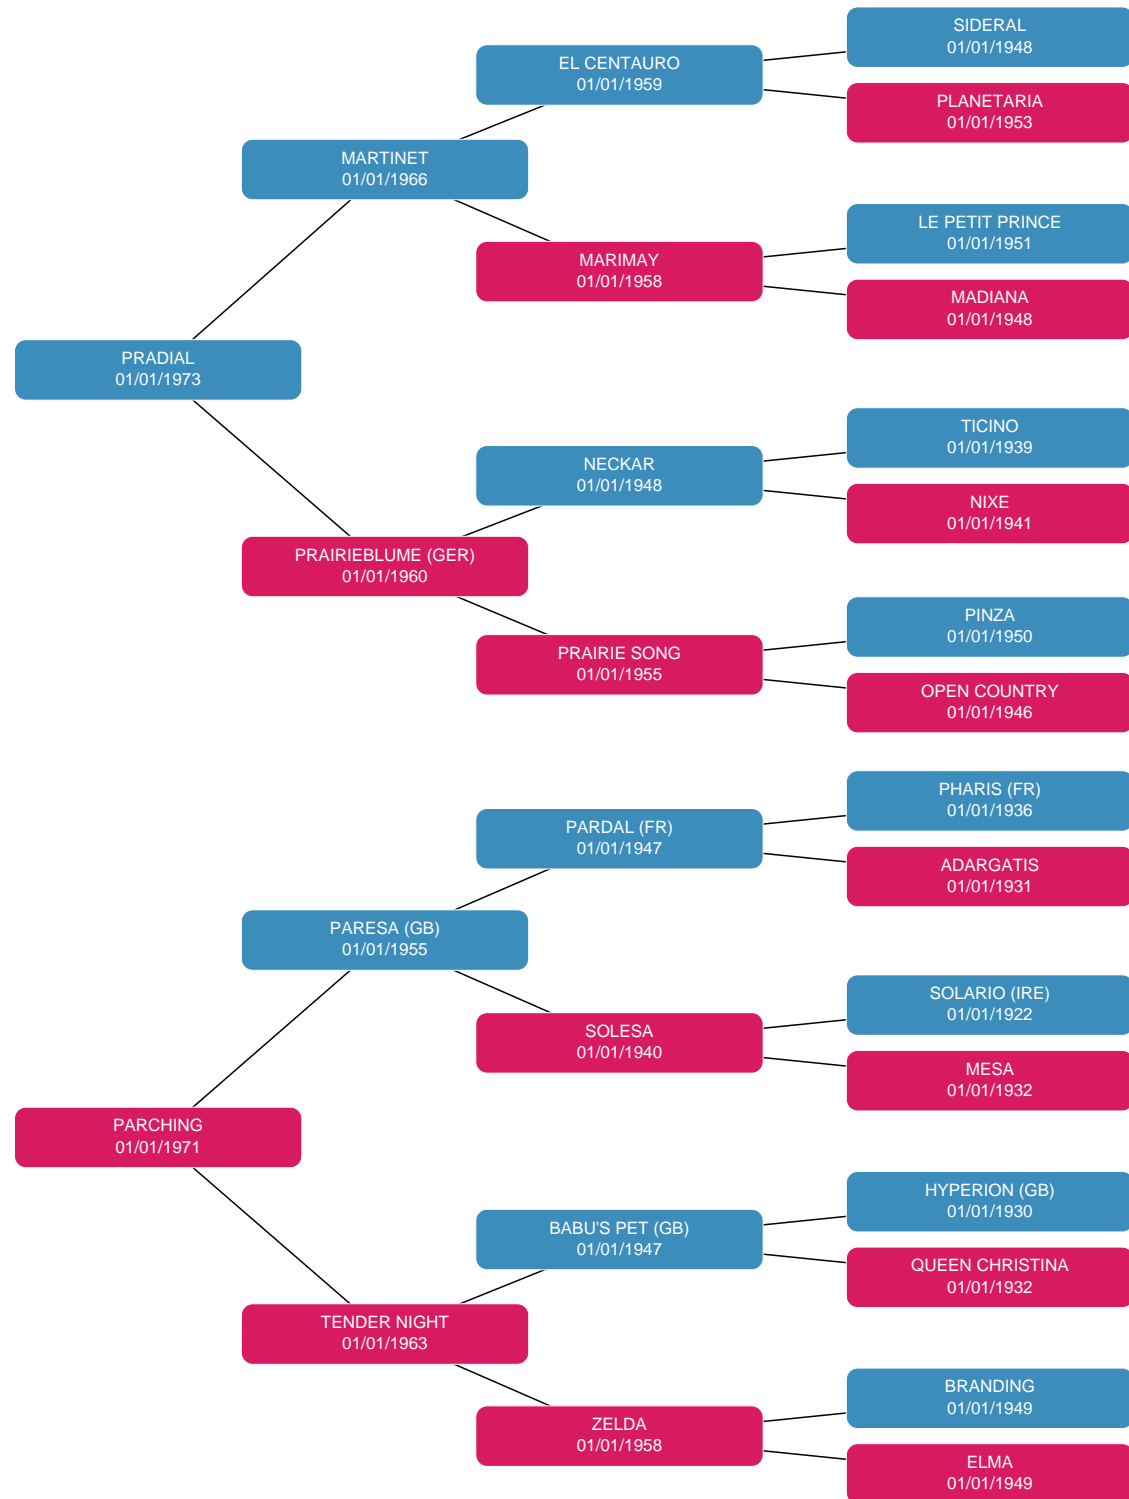 SIDERAL
01/01/1948
EL CENTAURO
01/01/1959
PLANETARIA
01/01/1953
MARTINET
01/01/1966
LE PETIT PRINCE
01/01/1951
MARIMAY
01/01/1958
MADIANA
01/01/1948
PRADIAL
01/01/1973
TICINO
01/01/1939
NECKAR
01/01/1948
NIXE
01/01/1941
PRAIRIEBLUME (GER)
01/01/1960
PINZA
01/01/1950
PRAIRIE SONG
01/01/1955
OPEN COUNTRY
01/01/1946
PHARIS (FR)
01/01/1936
PARDAL (FR)
01/01/1947
ADARGATIS
01/01/1931
PARESA (GB)
01/01/1955
SOLARIO (IRE)
01/01/1922
SOLESA
01/01/1940
MESA
01/01/1932
PARCHING
01/01/1971
HYPERION (GB)
01/01/1930
BABU'S PET (GB)
01/01/1947
QUEEN CHRISTINA
01/01/1932
TENDER NIGHT
01/01/1963
BRANDING
01/01/1949
ZELDA
01/01/1958
ELMA
01/01/1949